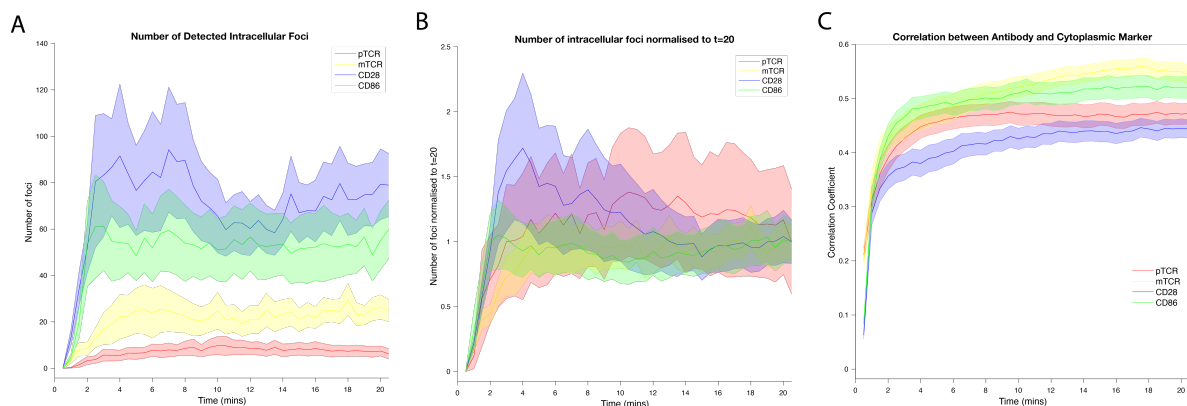 A
Number of Detected Intracellular Foci
140
120
100
80
60
40
20
0
Number of foci
pTCR
mTCR
CD28
CD86
0 2 4 6 8 10 12 14 16 18 20
Time (mins)
B
Number of intracellular foci normalised to t=20
2.5
2
1.5
1
0.5
0
Number of foci normalised to t=20
pTCR
mTCR
CD28
CD86
0 2 4 6 8 10 12 14 16 18 20
Time (mins)
C
Correlation between Antibody and Cytoplasmic Marker
0.6
0.5
0.4
0.3
0.2
0.1
0.0
Correlation Coefficient
pTCR
mTCR
CD28
CD86
0 2 4 6 8 10 12 14 16 18 20
Time (mins)